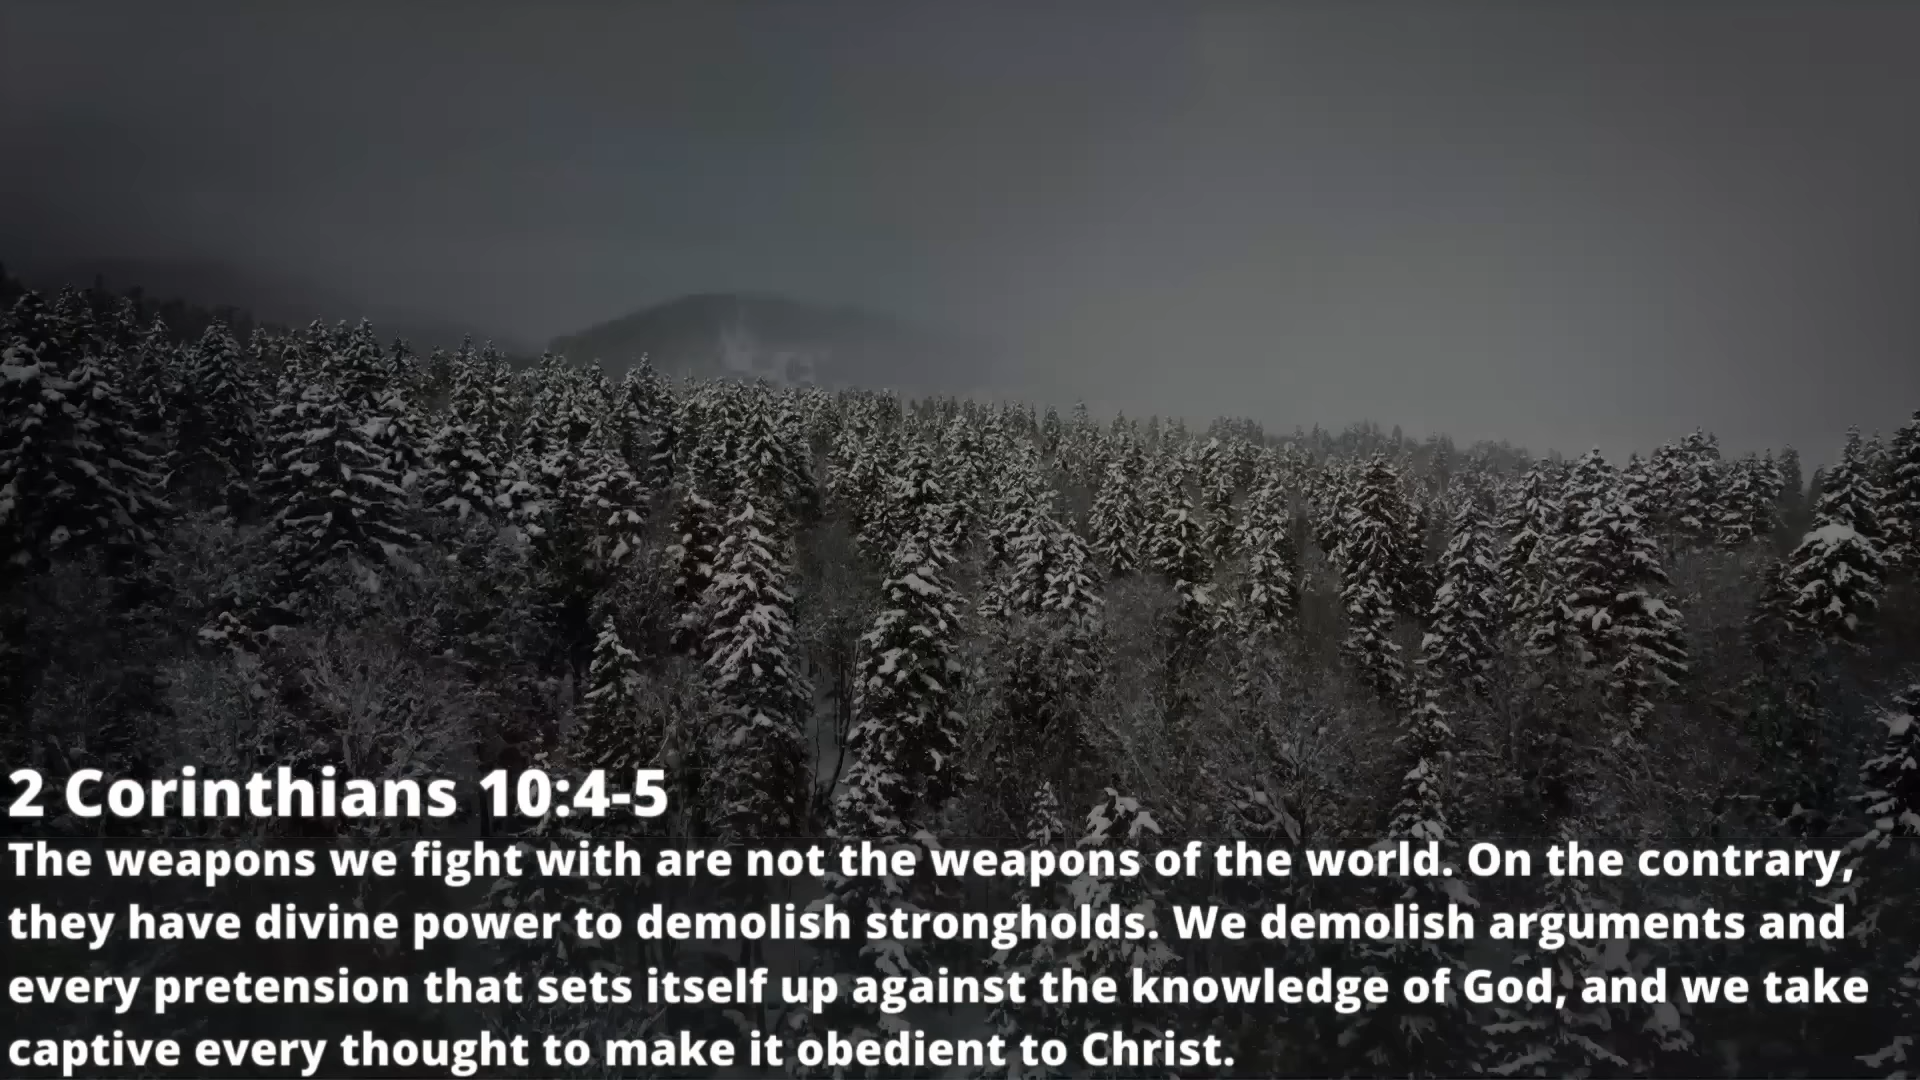 2 Corinthians 10:4-5
The weapons we fight with are not the weapons of the world. On the contrary,
they have divine power to demolish strongholds. We demolish arguments and
every pretension that sets itself up against the knowledge of God, and we take
captive every thought to make it obedient to Christ.